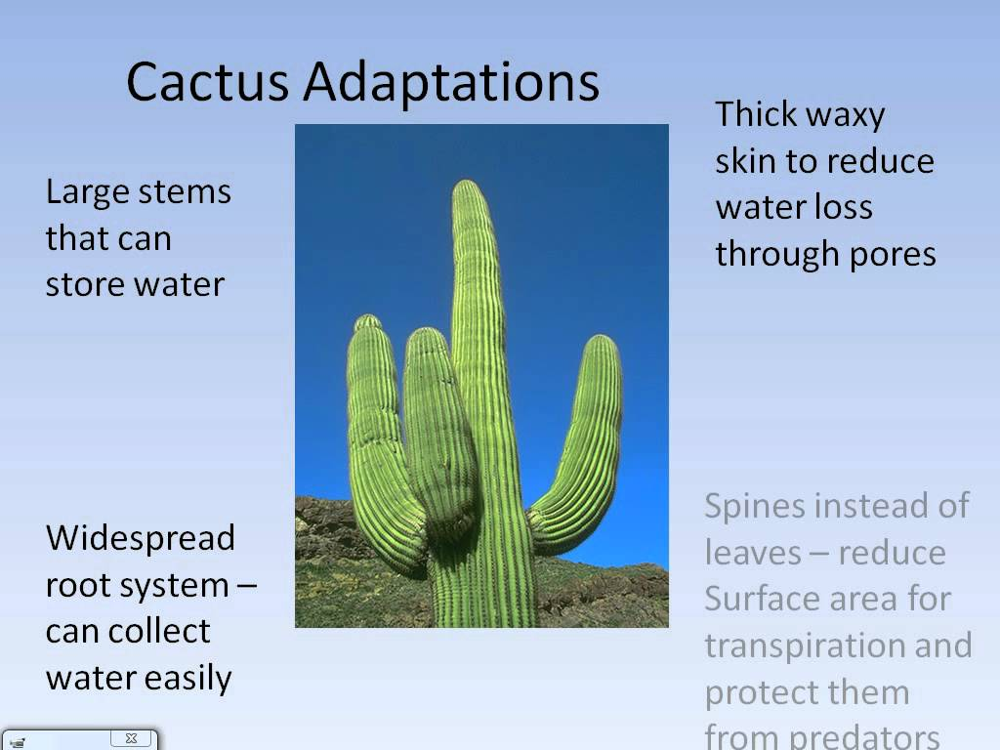 Cactus Adaptations
Large stems
that can
store water
Thick waxy
skin to reduce
water loss
through pores
Widespread
root system –
can collect
water easily
Spines instead of
leaves – reduce
Surface area for
transpiration and
protect them
from predators